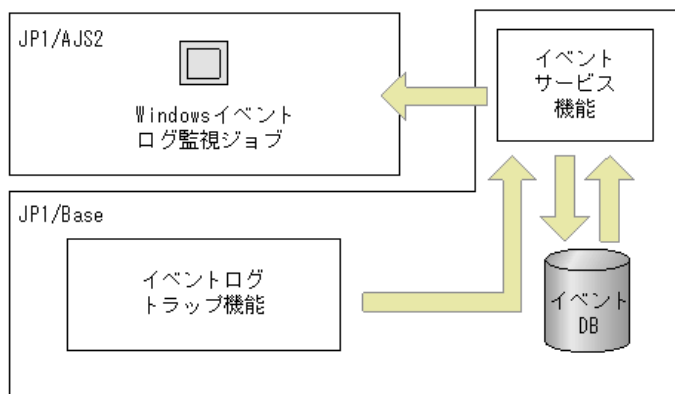 JP1/AJS2
Windowsイベント
ログ監視ジョブ
イベント
サービス
機能
JP1/Base
イベントログ
トラップ機能
イベント
DB